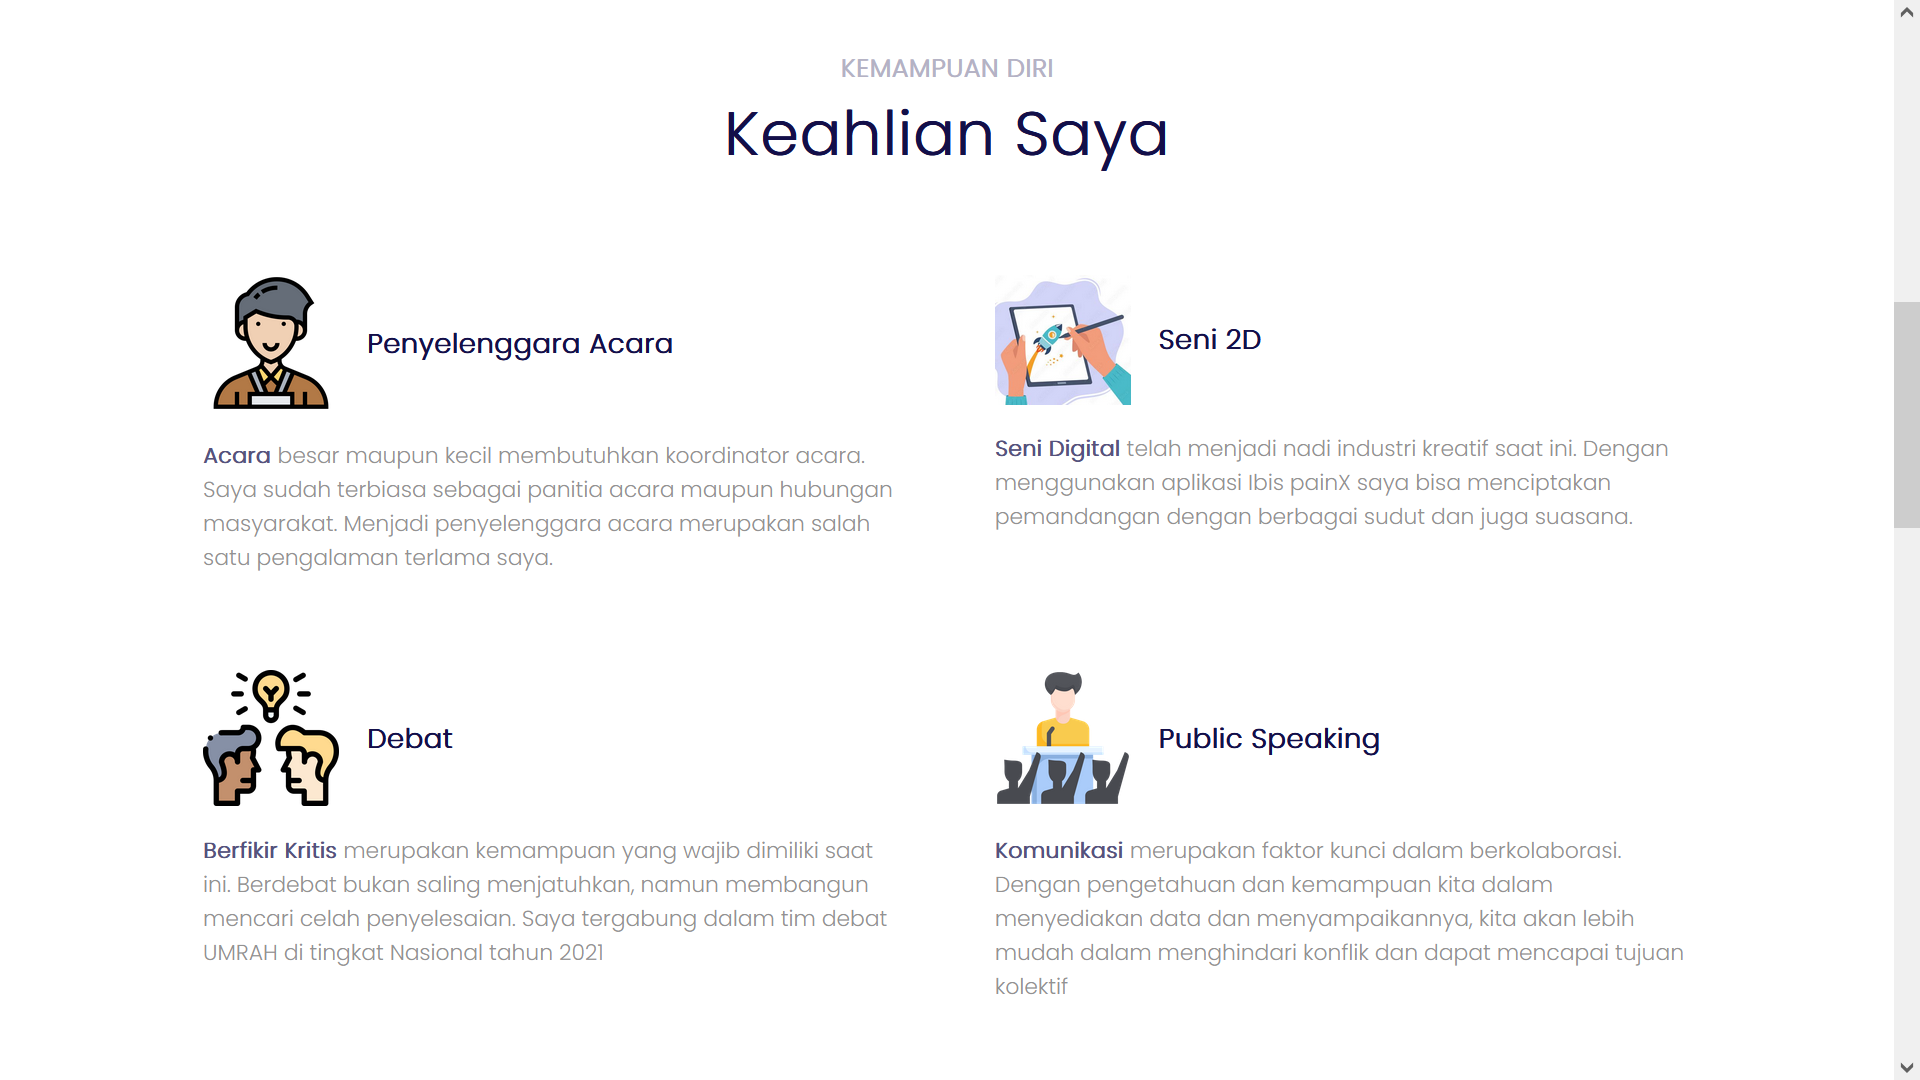 KEMAMPUAN DIRI
Keahlian Saya
Penyelenggara Acara
Acara besar maupun kecil membutuhkan koordinator acara.
Saya sudah terbiasa sebagai panitia acara maupun hubungan
masyarakat. Menjadi penyelenggara acara merupakan salah
satu pengalaman terlama saya.
Seni 2D
Seni Digital telah menjadi nadi industri kreatif saat ini. Dengan
menggunakan aplikasi Ibis painX saya bisa menciptakan
pemandangan dengan berbagai sudut dan juga suasana.
Debat
Berfikir Kritis merupakan kemampuan yang wajib dimiliki saat
ini. Berdebat bukan saling menjatuhkan, namun membangun
mencari celah penyelesaian. Saya tergabung dalam tim debat
UMRAH di tingkat Nasional tahun 2021
Public Speaking
Komunikasi merupakan faktor kunci dalam berkolaborasi.
Dengan pengetahuan dan kemampuan kita dalam
menyediakan data dan menyampaikannya, kita akan lebih
mudah dalam menghindari konflik dan dapat mencapai tujuan
kolektif